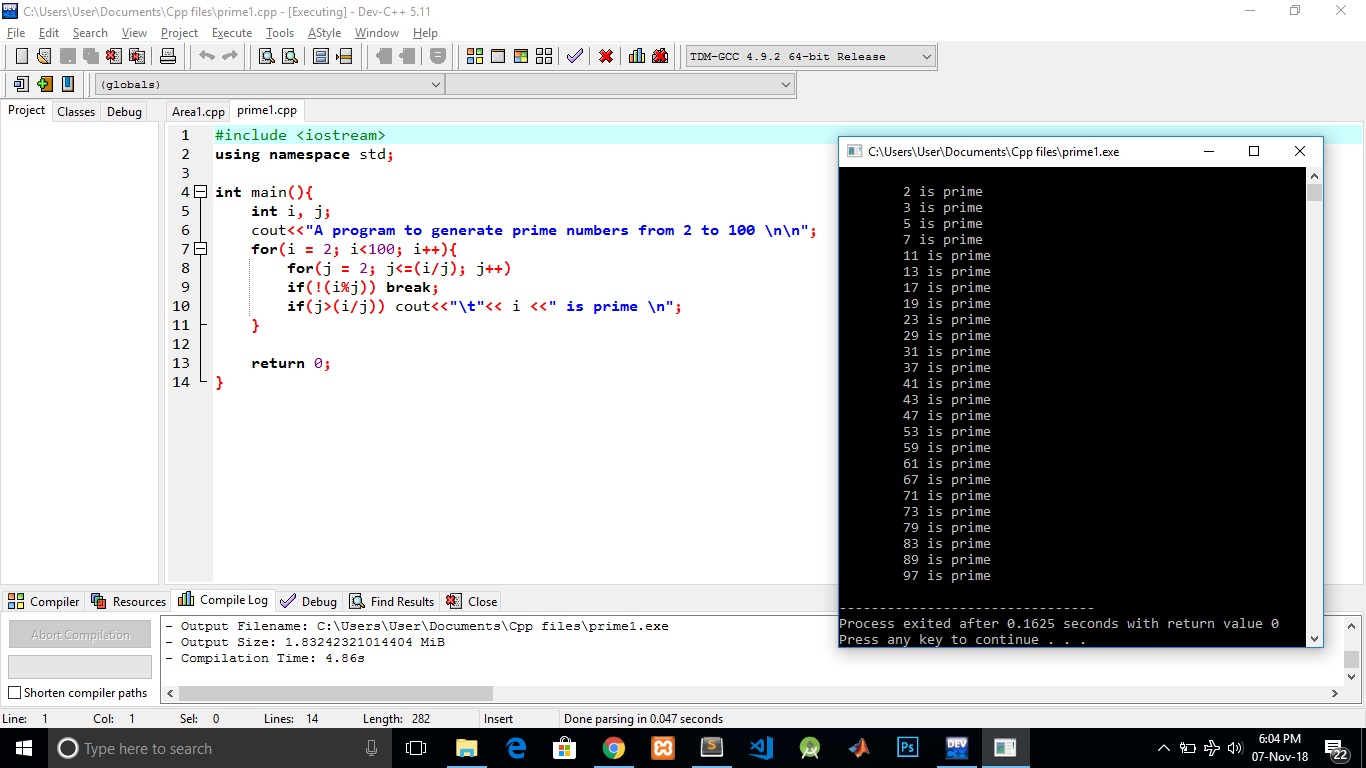 C:\Users\User\Documents\Cpp files\prime1.cpp - [Executing] - Dev-C++ 5.11
File Edit Search View Project Execute Tools AStyle Window Help
TDM-GCC 4.9.2 64-bit Release
(globals)
Project Classes Debug Area1.cpp prime1.cpp
1 #include <iostream>
2 using namespace std;
3
4 int main(){
5 int i, j;
6 cout<<"A program to generate prime numbers from 2 to 100 \n\n";
7 for(i = 2; i<100; i++){
8 for(j = 2; j<=(i/j); j++)
9 if(!(i%j)) break;
10 if(j>(i/j)) cout<<"\t"<< i <<" is prime \n";
11 }
12
13 return 0;
14 }
C:\Users\User\Documents\Cpp files\prime1.exe
2 is prime
3 is prime
5 is prime
7 is prime
11 is prime
13 is prime
17 is prime
19 is prime
23 is prime
29 is prime
31 is prime
37 is prime
41 is prime
43 is prime
47 is prime
53 is prime
59 is prime
61 is prime
67 is prime
71 is prime
73 is prime
79 is prime
83 is prime
89 is prime
97 is prime
--------------------------------
Process exited after 0.1625 seconds with return value 0
Press any key to continue . . .
Compiler Resources Compile Log Debug Find Results Close
Abort Compilation
Shorten compiler paths
- Output Filename: C:\Users\User\Documents\Cpp files\prime1.exe
- Output Size: 1.83242321014404 MiB
- Compilation Time: 4.86s
Line: 1 Col: 1 Sel: 0 Lines: 14 Length: 282 Insert Done parsing in 0.047 seconds
Type here to search
S
Ps
DEV
6:04 PM
07-Nov-18
22